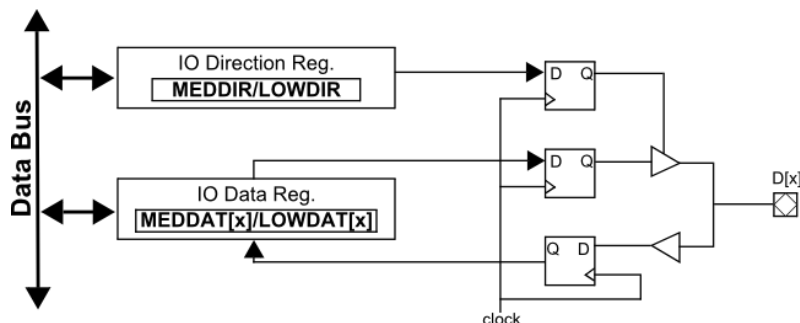 Data Bus
IO Direction Reg.
MEDDIR/LOWDIR
D Q
IO Data Reg.
MEDDAT[x]/LOWDAT[x]
D Q
D[x]
Q D
clock